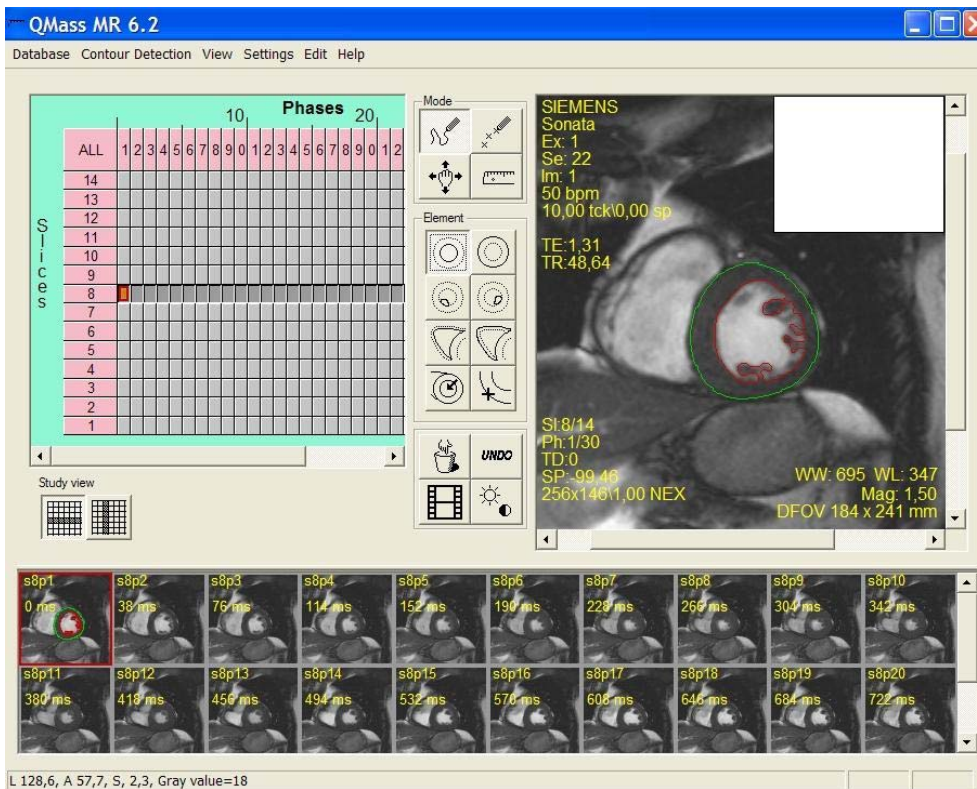 QMass MR 6.2
Database Contour Detection View Settings Edit Help
Phases
10 20
ALL 1 2 3 4 5 6 7 8 9 0 1 2 3 4 5 6 7 8 9 0 1 2
Slices
14
13
12
11
10
9
8
7
6
5
4
3
2
1
Study view
Mode
Element
UNDO
SIEMENS
Sonata
Ex: 1
Se: 22
Im: 1
50 bpm
10,00 tck\0,00 sp
TE:1,31
TR:48,64
Sl:8/14
Ph:1/30
TD:0
SP:-99,46
256x146\1,00 NEX
WW: 695 WL: 347
Mag: 1,50
DFOV 184 x 241 mm
s8p1 s8p2 s8p3 s8p4 s8p5 s8p6 s8p7 s8p8 s8p9 s8p10
0 ms 38 ms 76 ms 114 ms 152 ms 190 ms 228 ms 266 ms 304 ms 342 ms
s8p11 s8p12 s8p13 s8p14 s8p15 s8p16 s8p17 s8p18 s8p19 s8p20
380 ms 418 ms 456 ms 494 ms 532 ms 570 ms 608 ms 646 ms 684 ms 722 ms
L 128,6, A 57,7, S, 2,3, Gray value=18